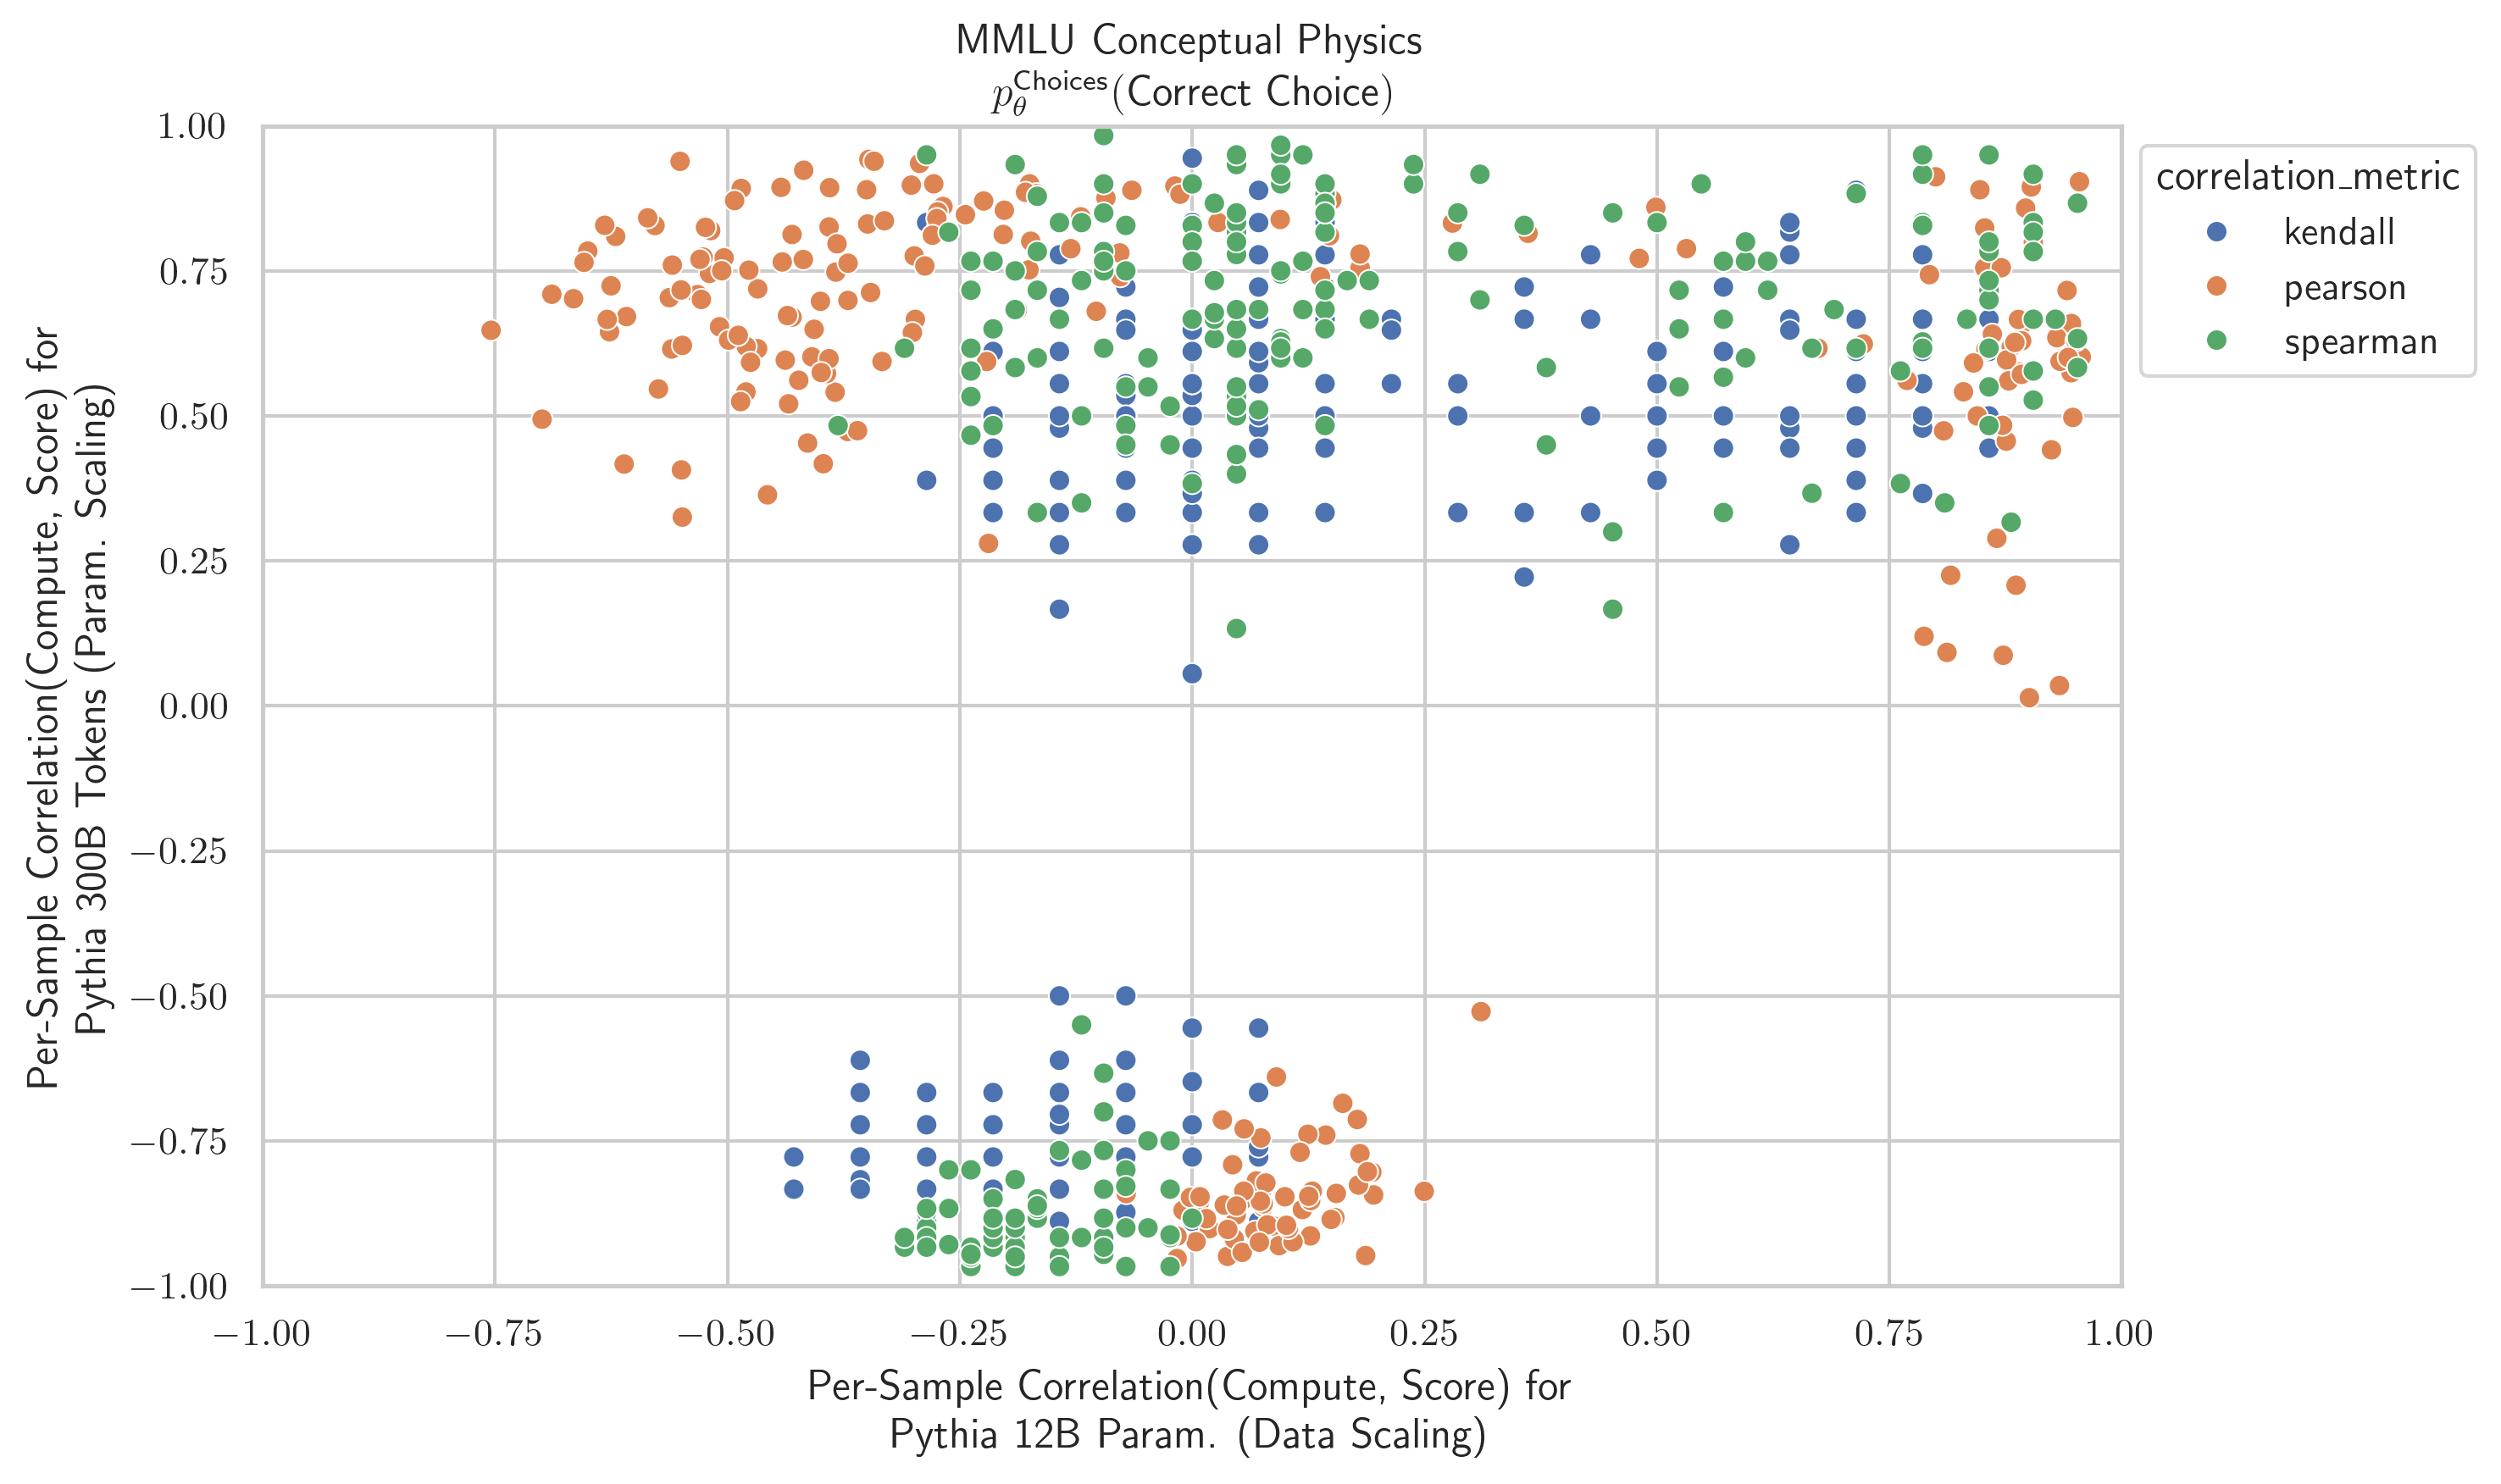 MMLU Conceptual Physics
p_θ^Choices(Correct Choice)
1.00
0.75
0.50
0.25
0.00
−0.25
−0.50
−0.75
−1.00
Per-Sample Correlation(Compute, Score) for
Pythia 300B Tokens (Param. Scaling)
correlation_metric
kendall
pearson
spearman
−1.00 −0.75 −0.50 −0.25 0.00 0.25 0.50 0.75 1.00
Per-Sample Correlation(Compute, Score) for
Pythia 12B Param. (Data Scaling)